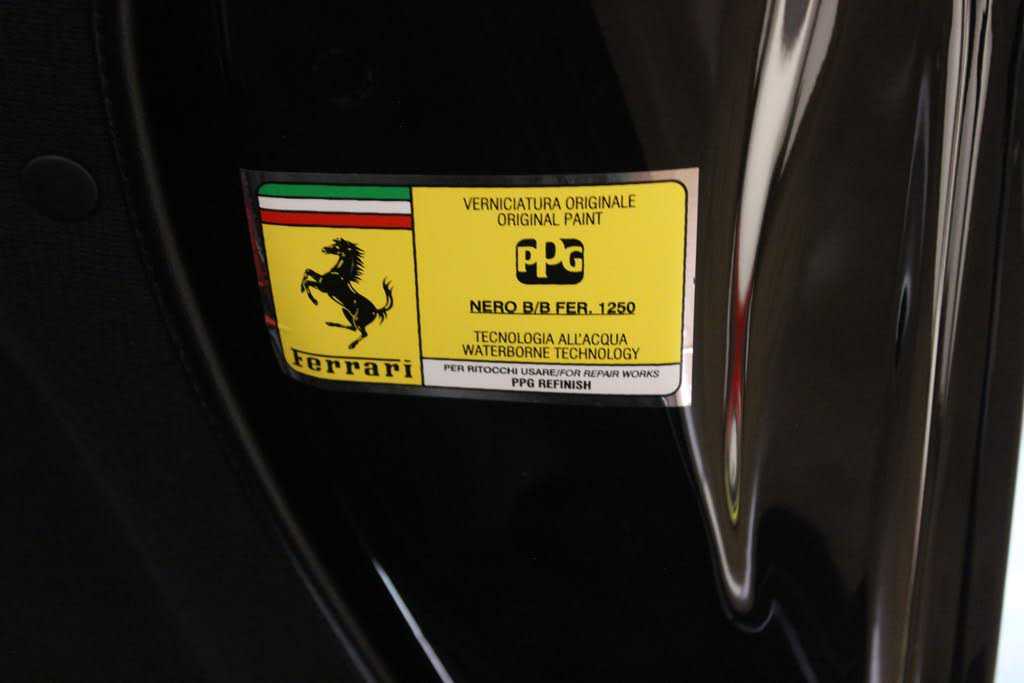 VERNICIATURA ORIGINALE
ORIGINAL PAINT
PPG
NERO B/B FER. 1250
TECNOLOGIA ALL'ACQUA
WATERBORNE TECHNOLOGY
PER RITOCCHI USARE/FOR REPAIR WORKS
PPG REFINISH
Ferrari